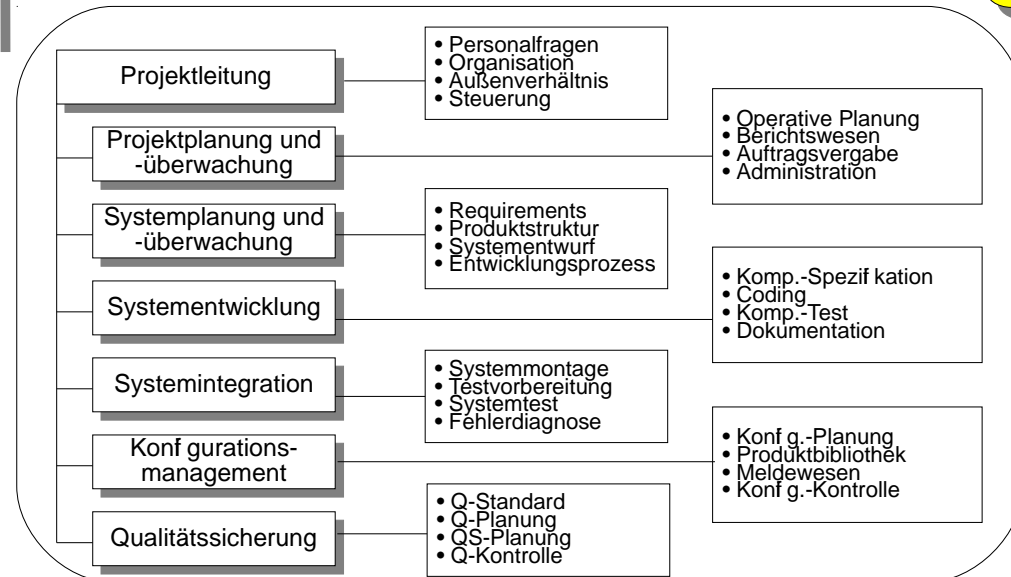 Projektleitung
• Personalfragen
• Organisation
• Außenverhältnis
• Steuerung
Projektplanung und
-überwachung
• Operative Planung
• Berichtswesen
• Auftragsvergabe
• Administration
Systemplanung und
-überwachung
• Requirements
• Produktstruktur
• Systementwurf
• Entwicklungsprozess
Systementwicklung
• Komp.-Spezif kation
• Coding
• Komp.-Test
• Dokumentation
Systemintegration
• Systemmontage
• Testvorbereitung
• Systemtest
• Fehlerdiagnose
Konf gurations-
management
• Konf g.-Planung
• Produktbibliothek
• Meldewesen
• Konf g.-Kontrolle
Qualitätssicherung
• Q-Standard
• Q-Planung
• QS-Planung
• Q-Kontrolle